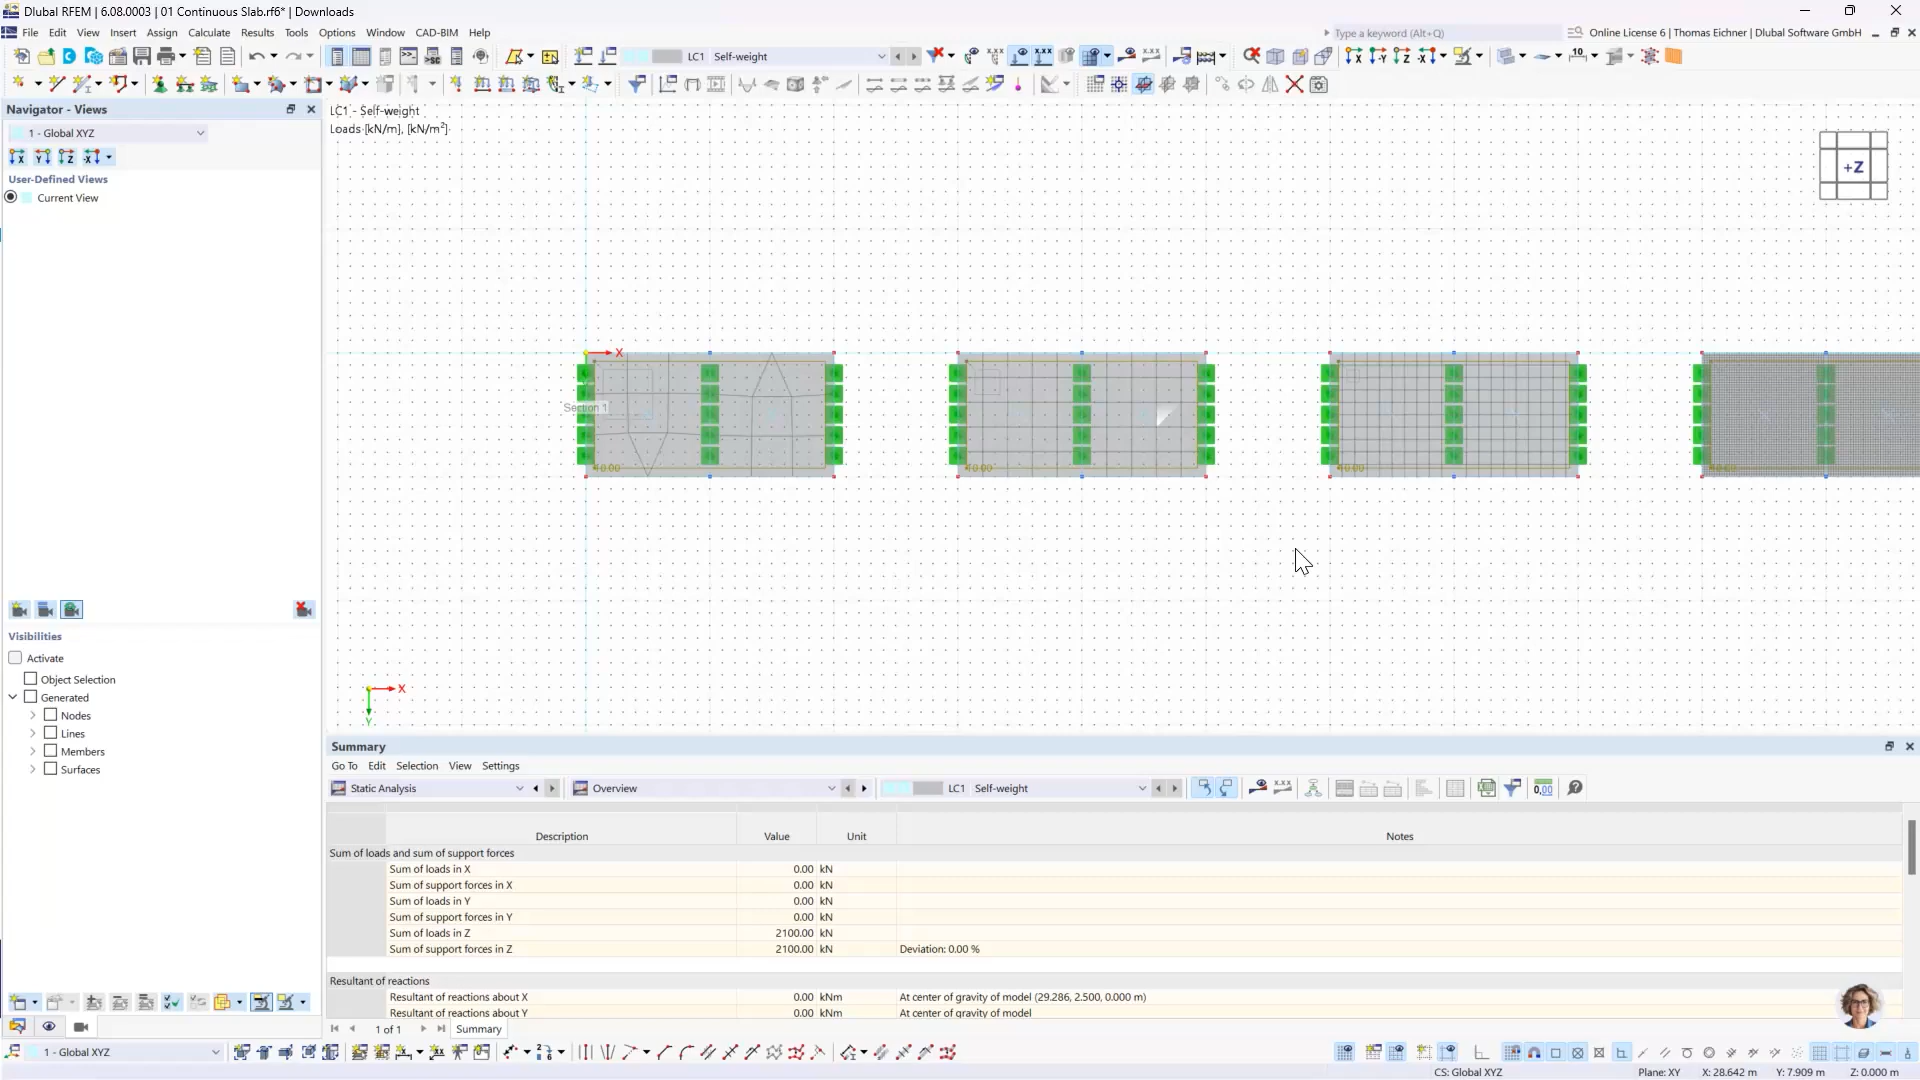 Dlubal RFEM | 6.08.0003 | 01 Continuous Slab.rf6* | Downloads
File Edit View Insert Assign Calculate Results Tools Options Window CAD-BIM Help
Type a keyword (Alt+Q)
Online License 6 | Thomas Eichner | Dlubal Software GmbH
LC1 Self-weight
Navigator - Views
1 - Global XYZ
User-Defined Views
Current View
LC1 - Self-weight
Loads [kN/m], [kN/m²]
+Z
X
Section 1
10.00
10.00
10.00
10.00
X
Y
Visibilities
Activate
Object Selection
Generated
Nodes
Lines
Members
Surfaces
Summary
Go To Edit Selection View Settings
Static Analysis
Overview
LC1 Self-weight
Description Value Unit Notes
Sum of loads and sum of support forces
Sum of loads in X 0.00 kN
Sum of support forces in X 0.00 kN
Sum of loads in Y 0.00 kN
Sum of support forces in Y 0.00 kN
Sum of loads in Z 2100.00 kN
Sum of support forces in Z 2100.00 kN Deviation: 0.00 %
Resultant of reactions
Resultant of reactions about X 0.00 kNm At center of gravity of model (29.286, 2.500, 0.000 m)
Resultant of reactions about Y 0.00 kNm At center of gravity of model
1 of 1 Summary
1 - Global XYZ
CS: Global XYZ Plane: XY X: 28.642 m Y: 7.909 m Z: 0.000 m